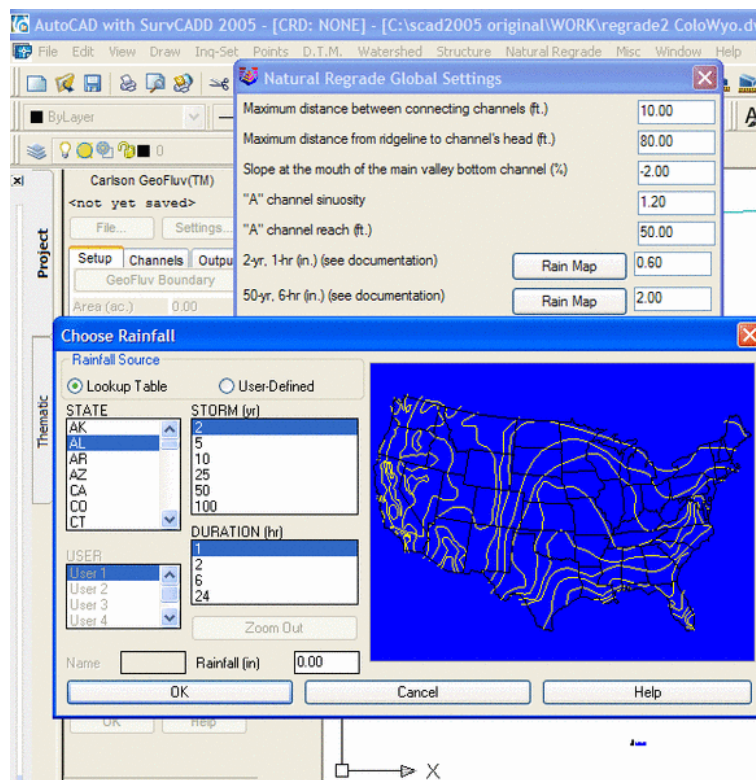 AutoCAD with SurvCADD 2005 - [CRD: NONE] - [C:\scad2005 original\WORK\regrade2 ColoWyo.dw
File Edit View Draw Inq-Set Points D.T.M. Watershed Structure Natural Regrade Misc Window Help
ByLayer
0
Natural Regrade Global Settings
Maximum distance between connecting channels (ft.) 10.00
Maximum distance from ridgeline to channel's head (ft.) 80.00
Slope at the mouth of the main valley bottom channel (%) -2.00
"A" channel sinuosity 1.20
"A" channel reach (ft.) 50.00
2-yr, 1-hr (in.) (see documentation) Rain Map 0.60
50-yr, 6-hr (in.) (see documentation) Rain Map 2.00
Project
Thematic
Carlson GeoFluv(TM)
<not yet saved>
File... Settings...
Setup Channels Outpu
GeoFluv Boundary
Area (ac.) 0.00
Choose Rainfall
Rainfall Source
Lookup Table User-Defined
STATE
AK
AL
AR
AZ
CA
CO
CT
STORM (yr)
2
5
10
25
50
100
USER
User 1
User 2
User 3
User 4
DURATION (hr)
1
2
6
24
Zoom Out
Name Rainfall (in) 0.00
OK Cancel Help
OK Help
X